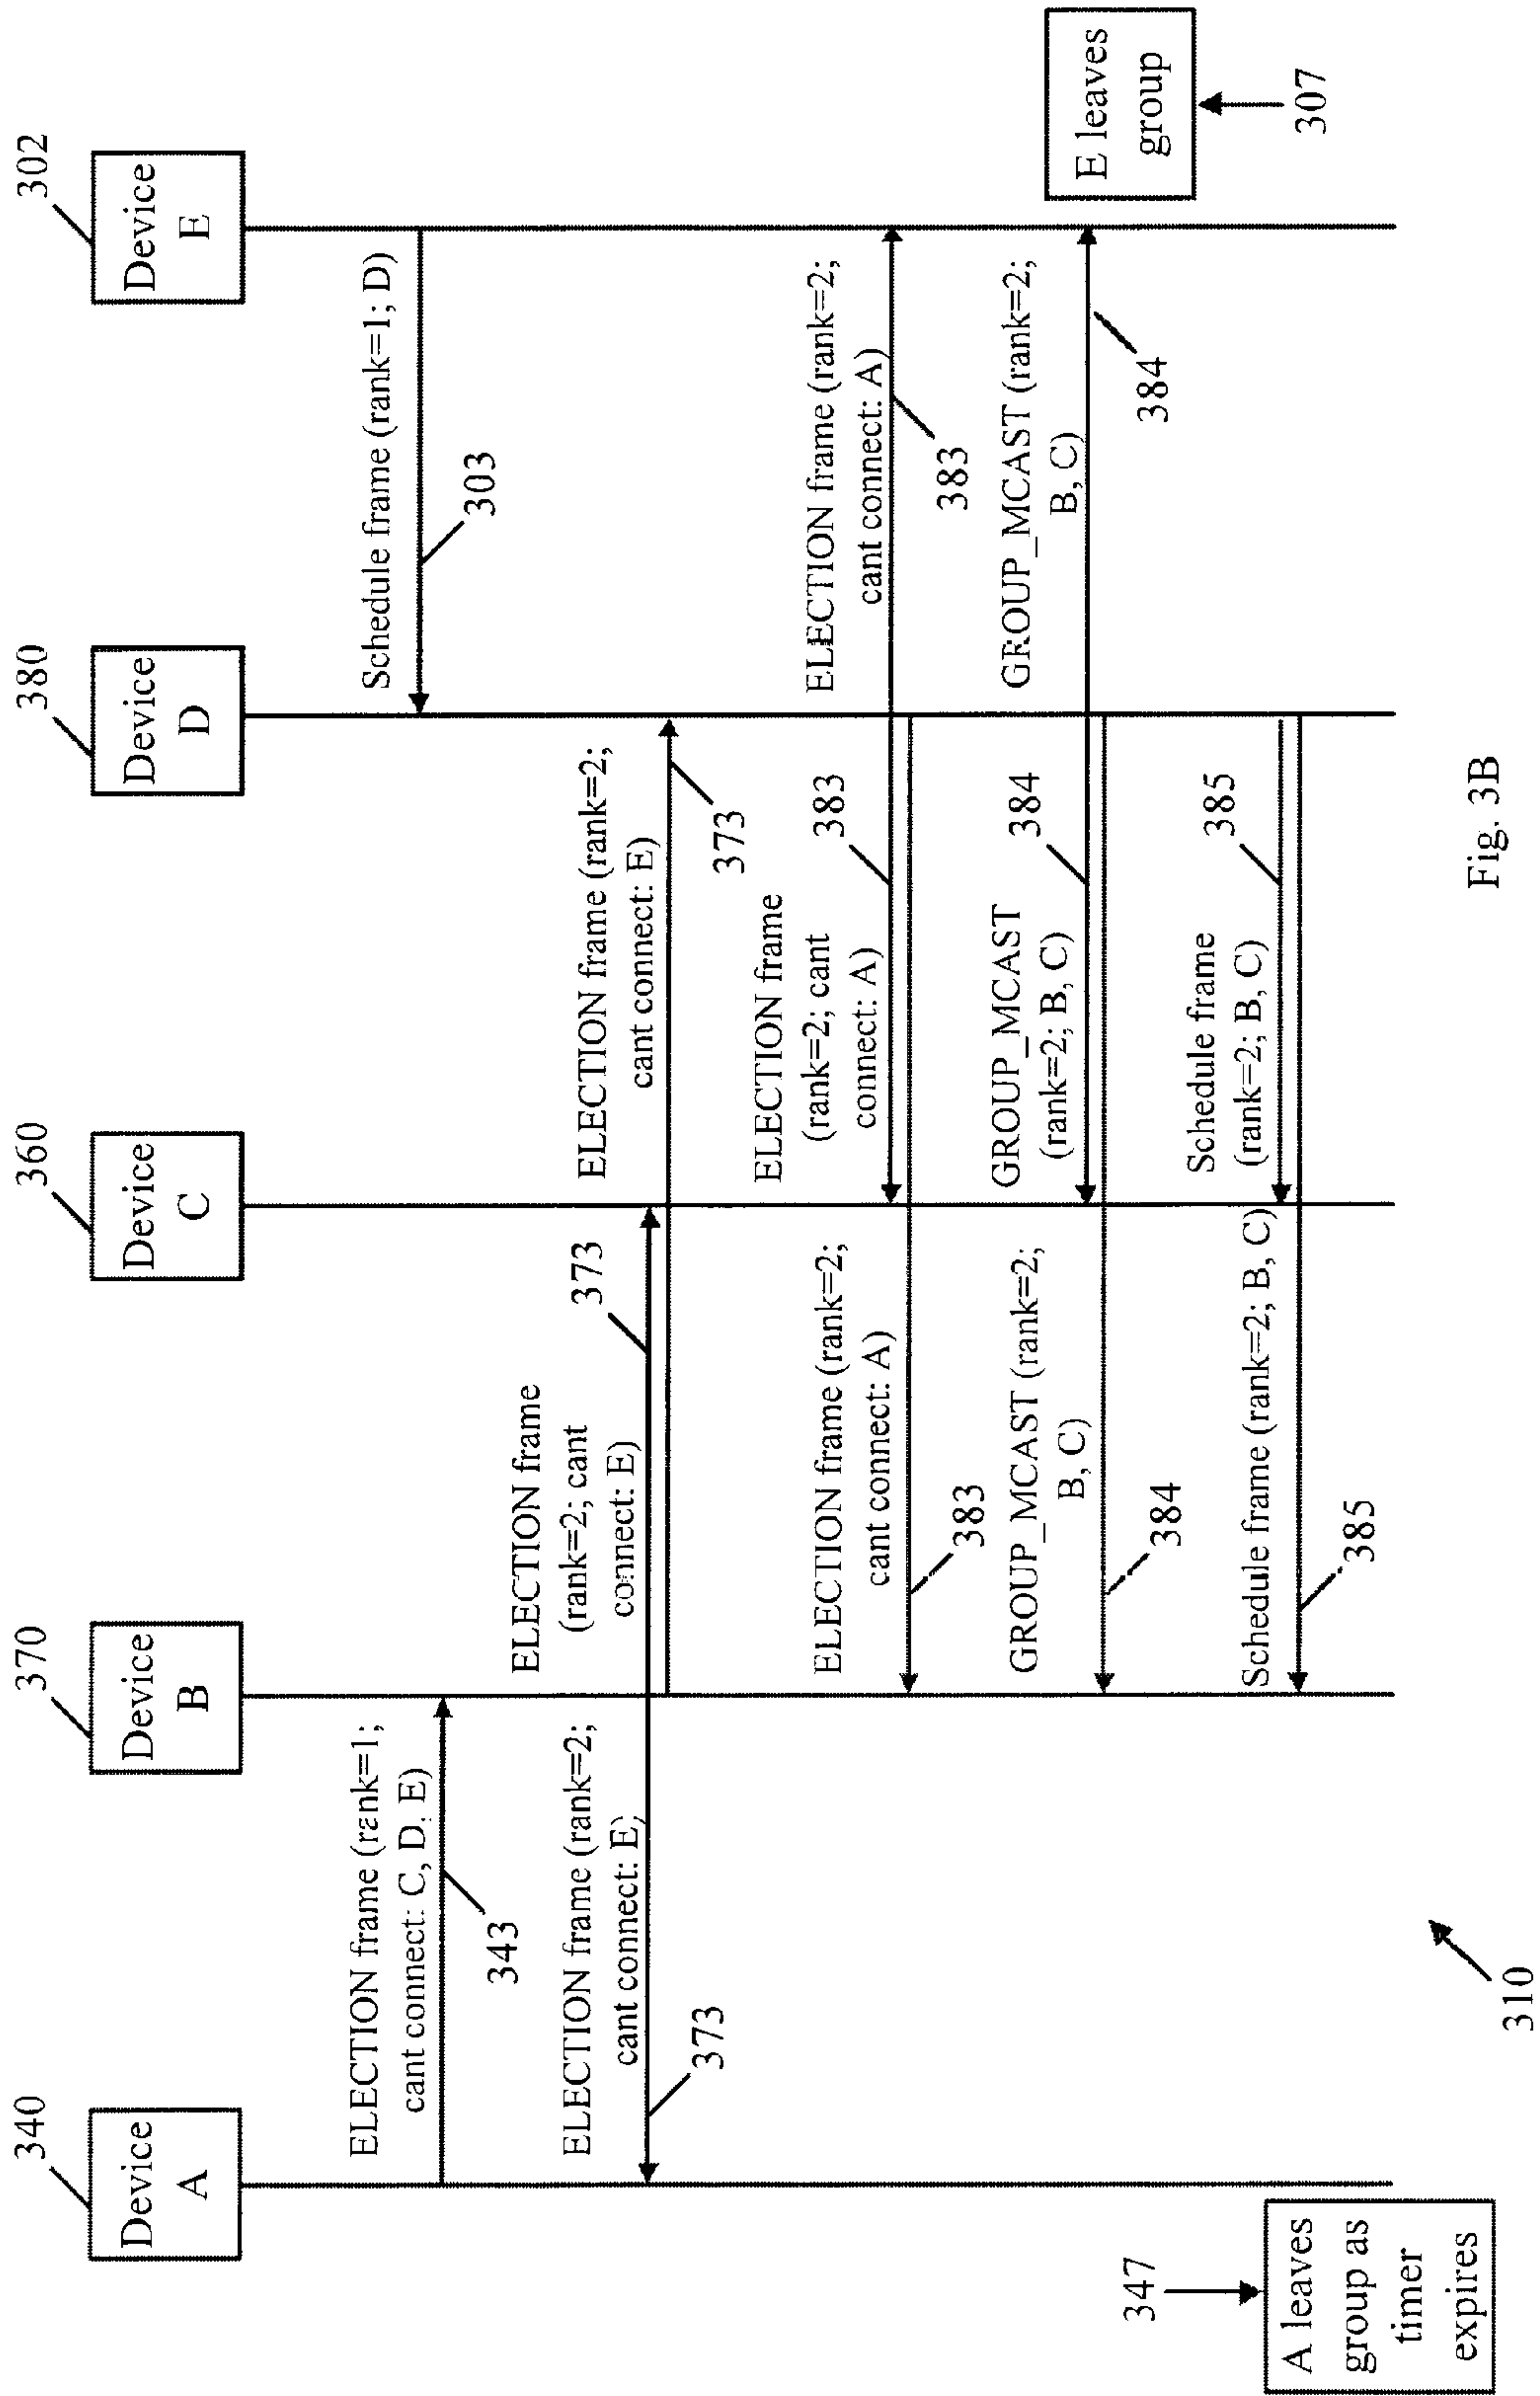 340
Device
A
370
Device
B
360
Device
C
380
Device
D
302
Device
E
Schedule frame (rank=1; D)
303
ELECTION frame (rank=1;
cant connect: C, D, E)
343
ELECTION frame (rank=2;
cant connect: E)
373
ELECTION frame
(rank=2; cant
connect: E)
373
ELECTION frame (rank=2;
cant connect: E)
373
ELECTION frame (rank=2;
cant connect: A)
383
ELECTION frame
(rank=2; cant
connect: A)
383
ELECTION frame (rank=2;
cant connect: A)
383
GROUP_MCAST (rank=2;
B, C)
384
GROUP_MCAST
(rank=2; B, C)
384
GROUP_MCAST (rank=2;
B, C)
384
E leaves
group
307
Schedule frame (rank=2; B, C)
385
Schedule frame
(rank=2; B, C)
385
347
A leaves
group as
timer
expires
310
Fig. 3B